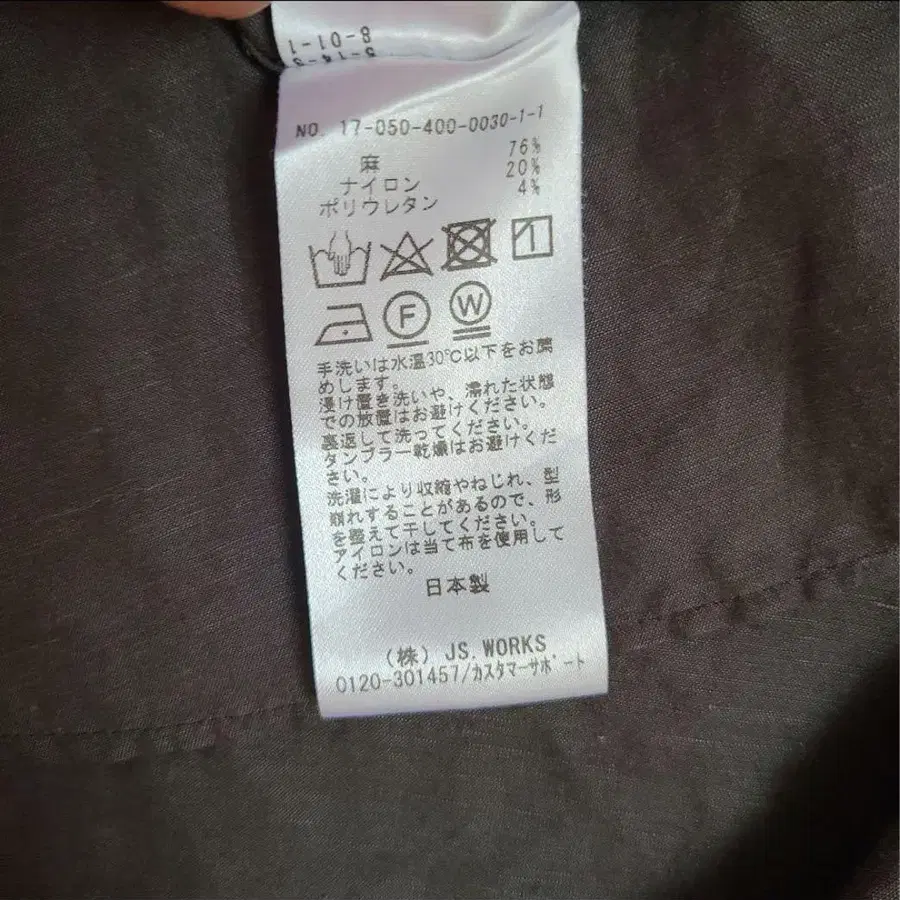 8-01-1
NO. 17-050-400-0030-1-1
麻 76%
ナイロン 20%
ポリウレタン 4%
F W
手洗いは水温30℃以下をお薦
めします。
浸け置き洗いや、濡れた状態
での放置はお避けください。
裏返して洗ってください。
タンブラー乾燥はお避けくだ
さい。
洗濯により収縮やねじれ、型
崩れすることがあるので、形
を整えて干してください。
アイロンは当て布を使用して
ください。
日本製
(株) JS.WORKS
0120-301457/カスタマーサポート